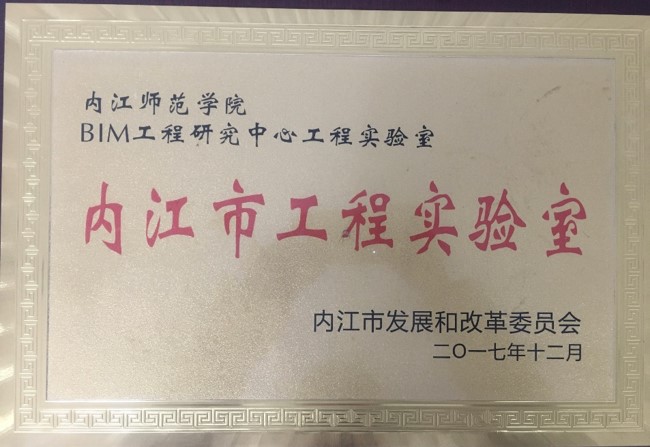 内江师范学院
BIM工程研究中心工程实验室
内江市工程实验室
内江市发展和改革委员会
二〇一七年十二月